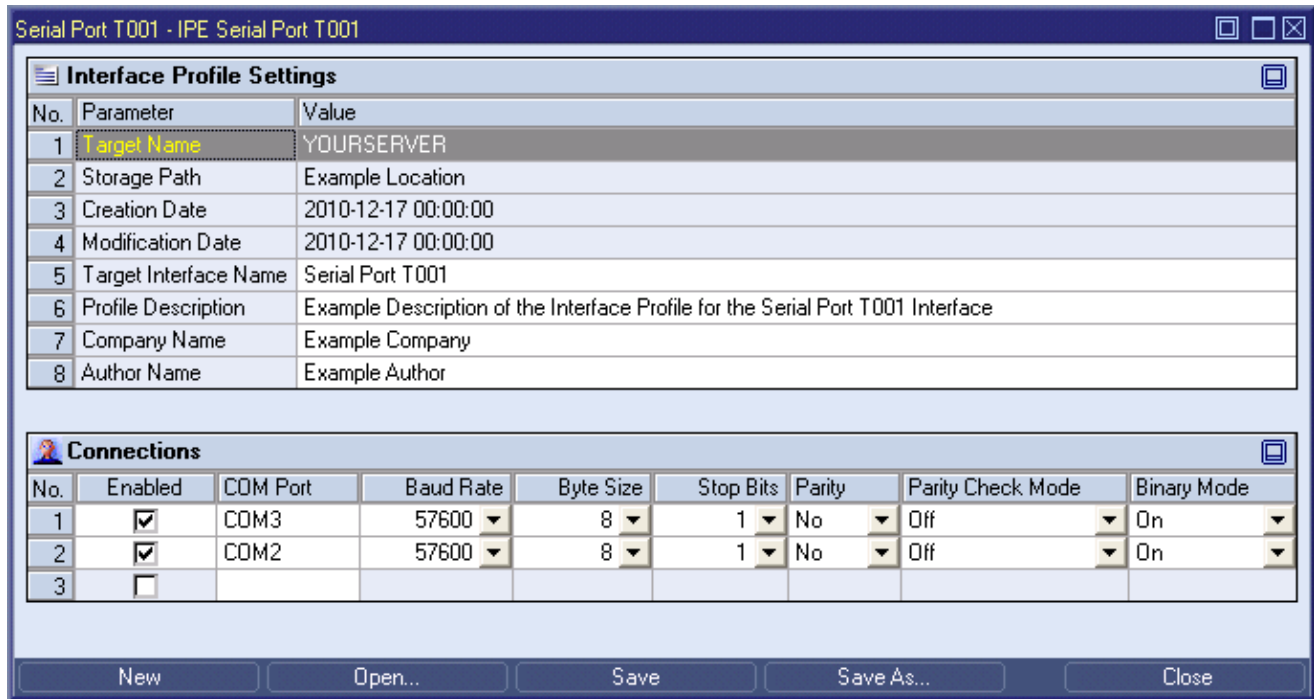 Serial Port T001 - IPE Serial Port T001
Interface Profile Settings
No. Parameter Value
1 Target Name YOURSERVER
2 Storage Path Example Location
3 Creation Date 2010-12-17 00:00:00
4 Modification Date 2010-12-17 00:00:00
5 Target Interface Name Serial Port T001
6 Profile Description Example Description of the Interface Profile for the Serial Port T001 Interface
7 Company Name Example Company
8 Author Name Example Author
Connections
No. Enabled COM Port Baud Rate Byte Size Stop Bits Parity Parity Check Mode Binary Mode
1 COM3 57600 8 1 No Off On
2 COM2 57600 8 1 No Off On
3
New Open... Save Save As... Close